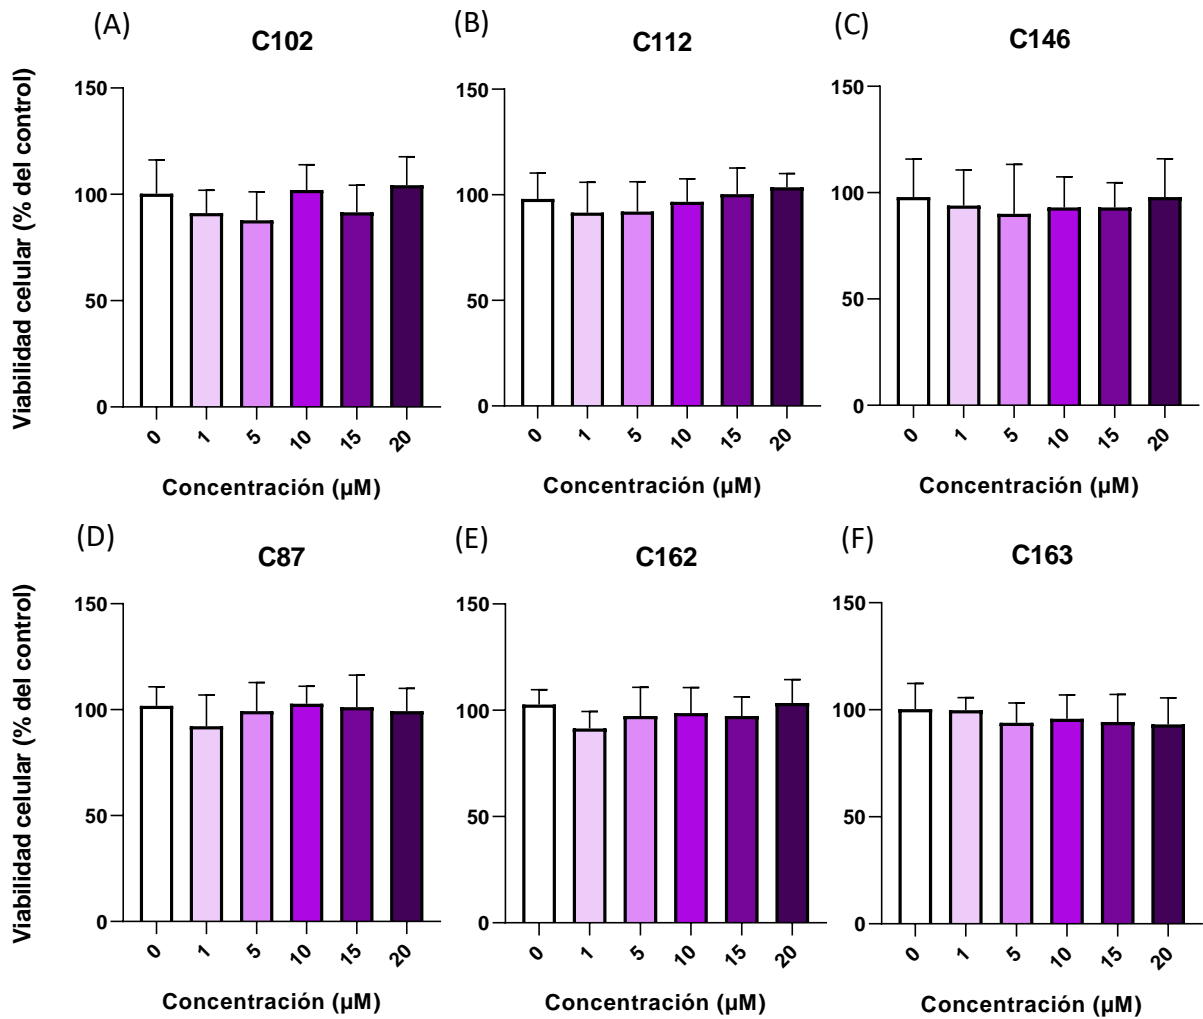 (A)
C102
Viabilidad celular (% del control)
150
100
50
0
0 1 5 10 15 20
Concentración (µM)
(B)
C112
150
100
50
0
0 1 5 10 15 20
Concentración (µM)
(C)
C146
150
100
50
0
0 1 5 10 15 20
Concentración (µM)
(D)
C87
Viabilidad celular (% del control)
150
100
50
0
0 1 5 10 15 20
Concentración (µM)
(E)
C162
150
100
50
0
0 1 5 10 15 20
Concentración (µM)
(F)
C163
150
100
50
0
0 1 5 10 15 20
Concentración (µM)